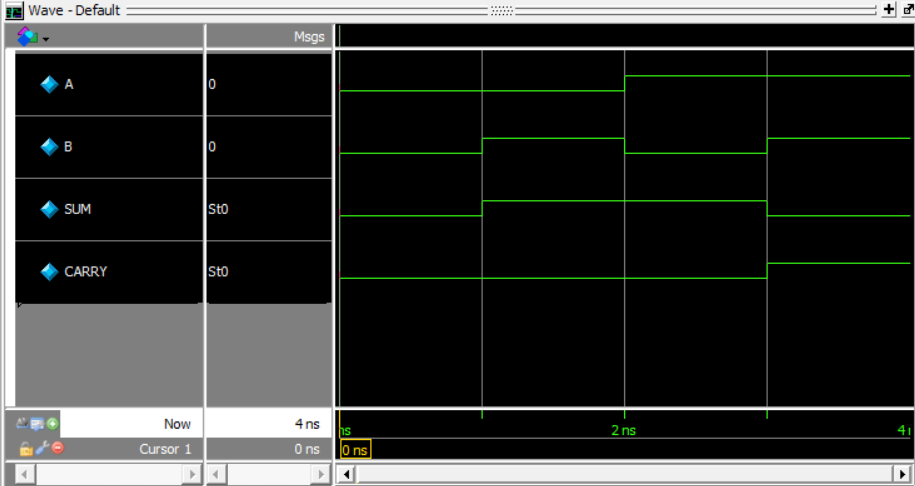 Wave - Default
Msgs
A 0
B 0
SUM St0
CARRY St0
Now 4 ns ns 2 ns 4
Cursor 1 0 ns 0 ns